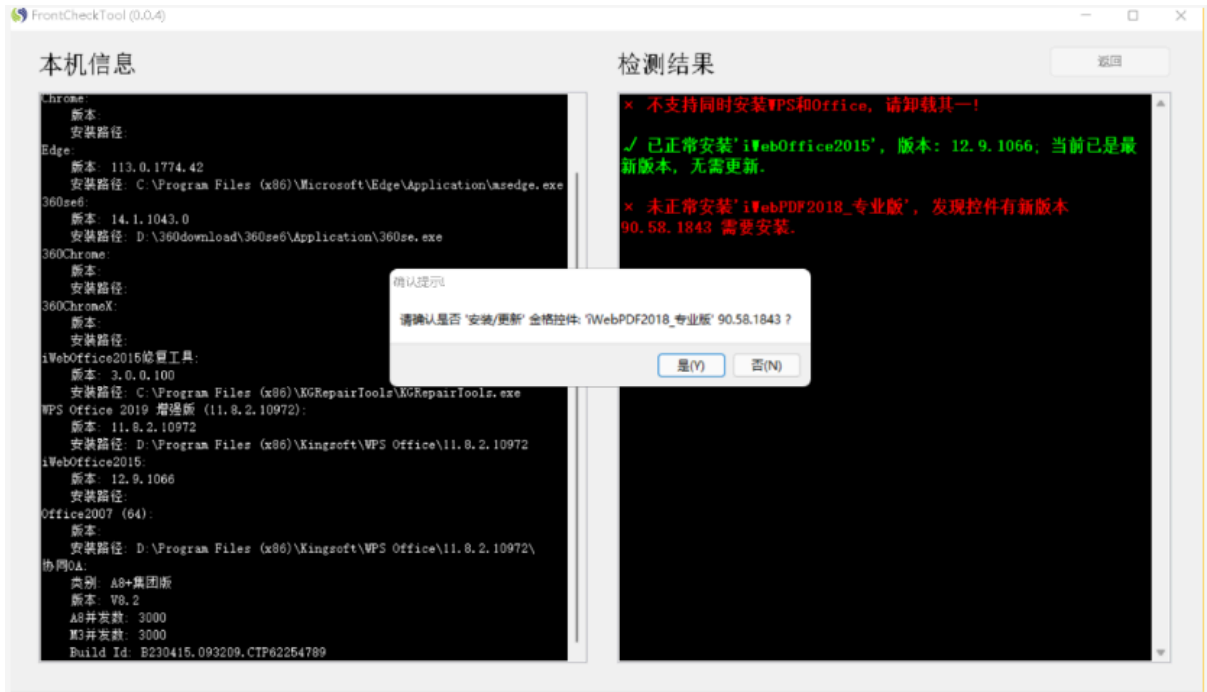 FrontCheckTool (0.0.4)
本机信息
检测结果
返回
Chrome:
版本:
安装路径:
Edge:
版本: 113.0.1774.42
安装路径: C:\Program Files (x86)\Microsoft\Edge\Application\msedge.exe
360se6:
版本: 14.1.1043.0
安装路径: D:\360download\360se6\Application\360se.exe
360Chrome:
版本:
安装路径:
360ChromeX:
版本:
安装路径:
iWebOffice2015修复工具:
版本: 3.0.0.100
安装路径: C:\Program Files (x86)\KGRepairTools\KGRepairTools.exe
WPS Office 2019 增强版 (11.8.2.10972):
版本: 11.8.2.10972
安装路径: D:\Program Files (x86)\Kingsoft\WPS Office\11.8.2.10972
iWebOffice2015:
版本: 12.9.1066
安装路径:
Office2007 (64):
版本:
安装路径: D:\Program Files (x86)\Kingsoft\WPS Office\11.8.2.10972\
协同OA:
类别: A8+集团版
版本: V8.2
A8并发数: 3000
M3并发数: 3000
Build Id: B230415.093209.CTP62254789
× 不支持同时安装WPS和Office, 请卸载其一!
√ 已正常安装'iWebOffice2015', 版本: 12.9.1066; 当前已是最
新版本, 无需更新.
× 未正常安装'iWebPDF2018_专业版', 发现控件有新版本
90.58.1843 需要安装.
确认提示!
请确认是否 '安装/更新' 金格控件: 'iWebPDF2018_专业版' 90.58.1843 ?
是(Y)
否(N)